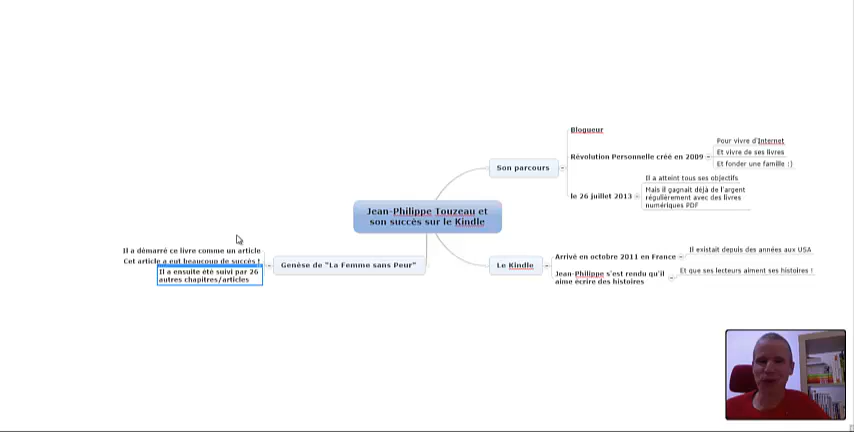 Jean-Philippe Touzeau et
son succès sur le Kindle
Son parcours
Blogueur
Révolution Personnelle créé en 2009
Pour vivre d'Internet
Et vivre de ses livres
Et fonder une famille :)
le 26 juillet 2013
Il a atteint tous ses objectifs
Mais il gagnait déjà de l'argent
régulièrement avec des livres
numériques PDF
Le Kindle
Arrivé en octobre 2011 en France
Il existait depuis des années aux USA
Jean-Philippe s'est rendu qu'il
aime écrire des histoires
Et que ses lecteurs aiment ses histoires !
Genèse de "La Femme sans Peur"
Il a démarré ce livre comme un article
Cet article a eut beaucoup de succès !
Il a ensuite été suivi par 26
autres chapitres/articles